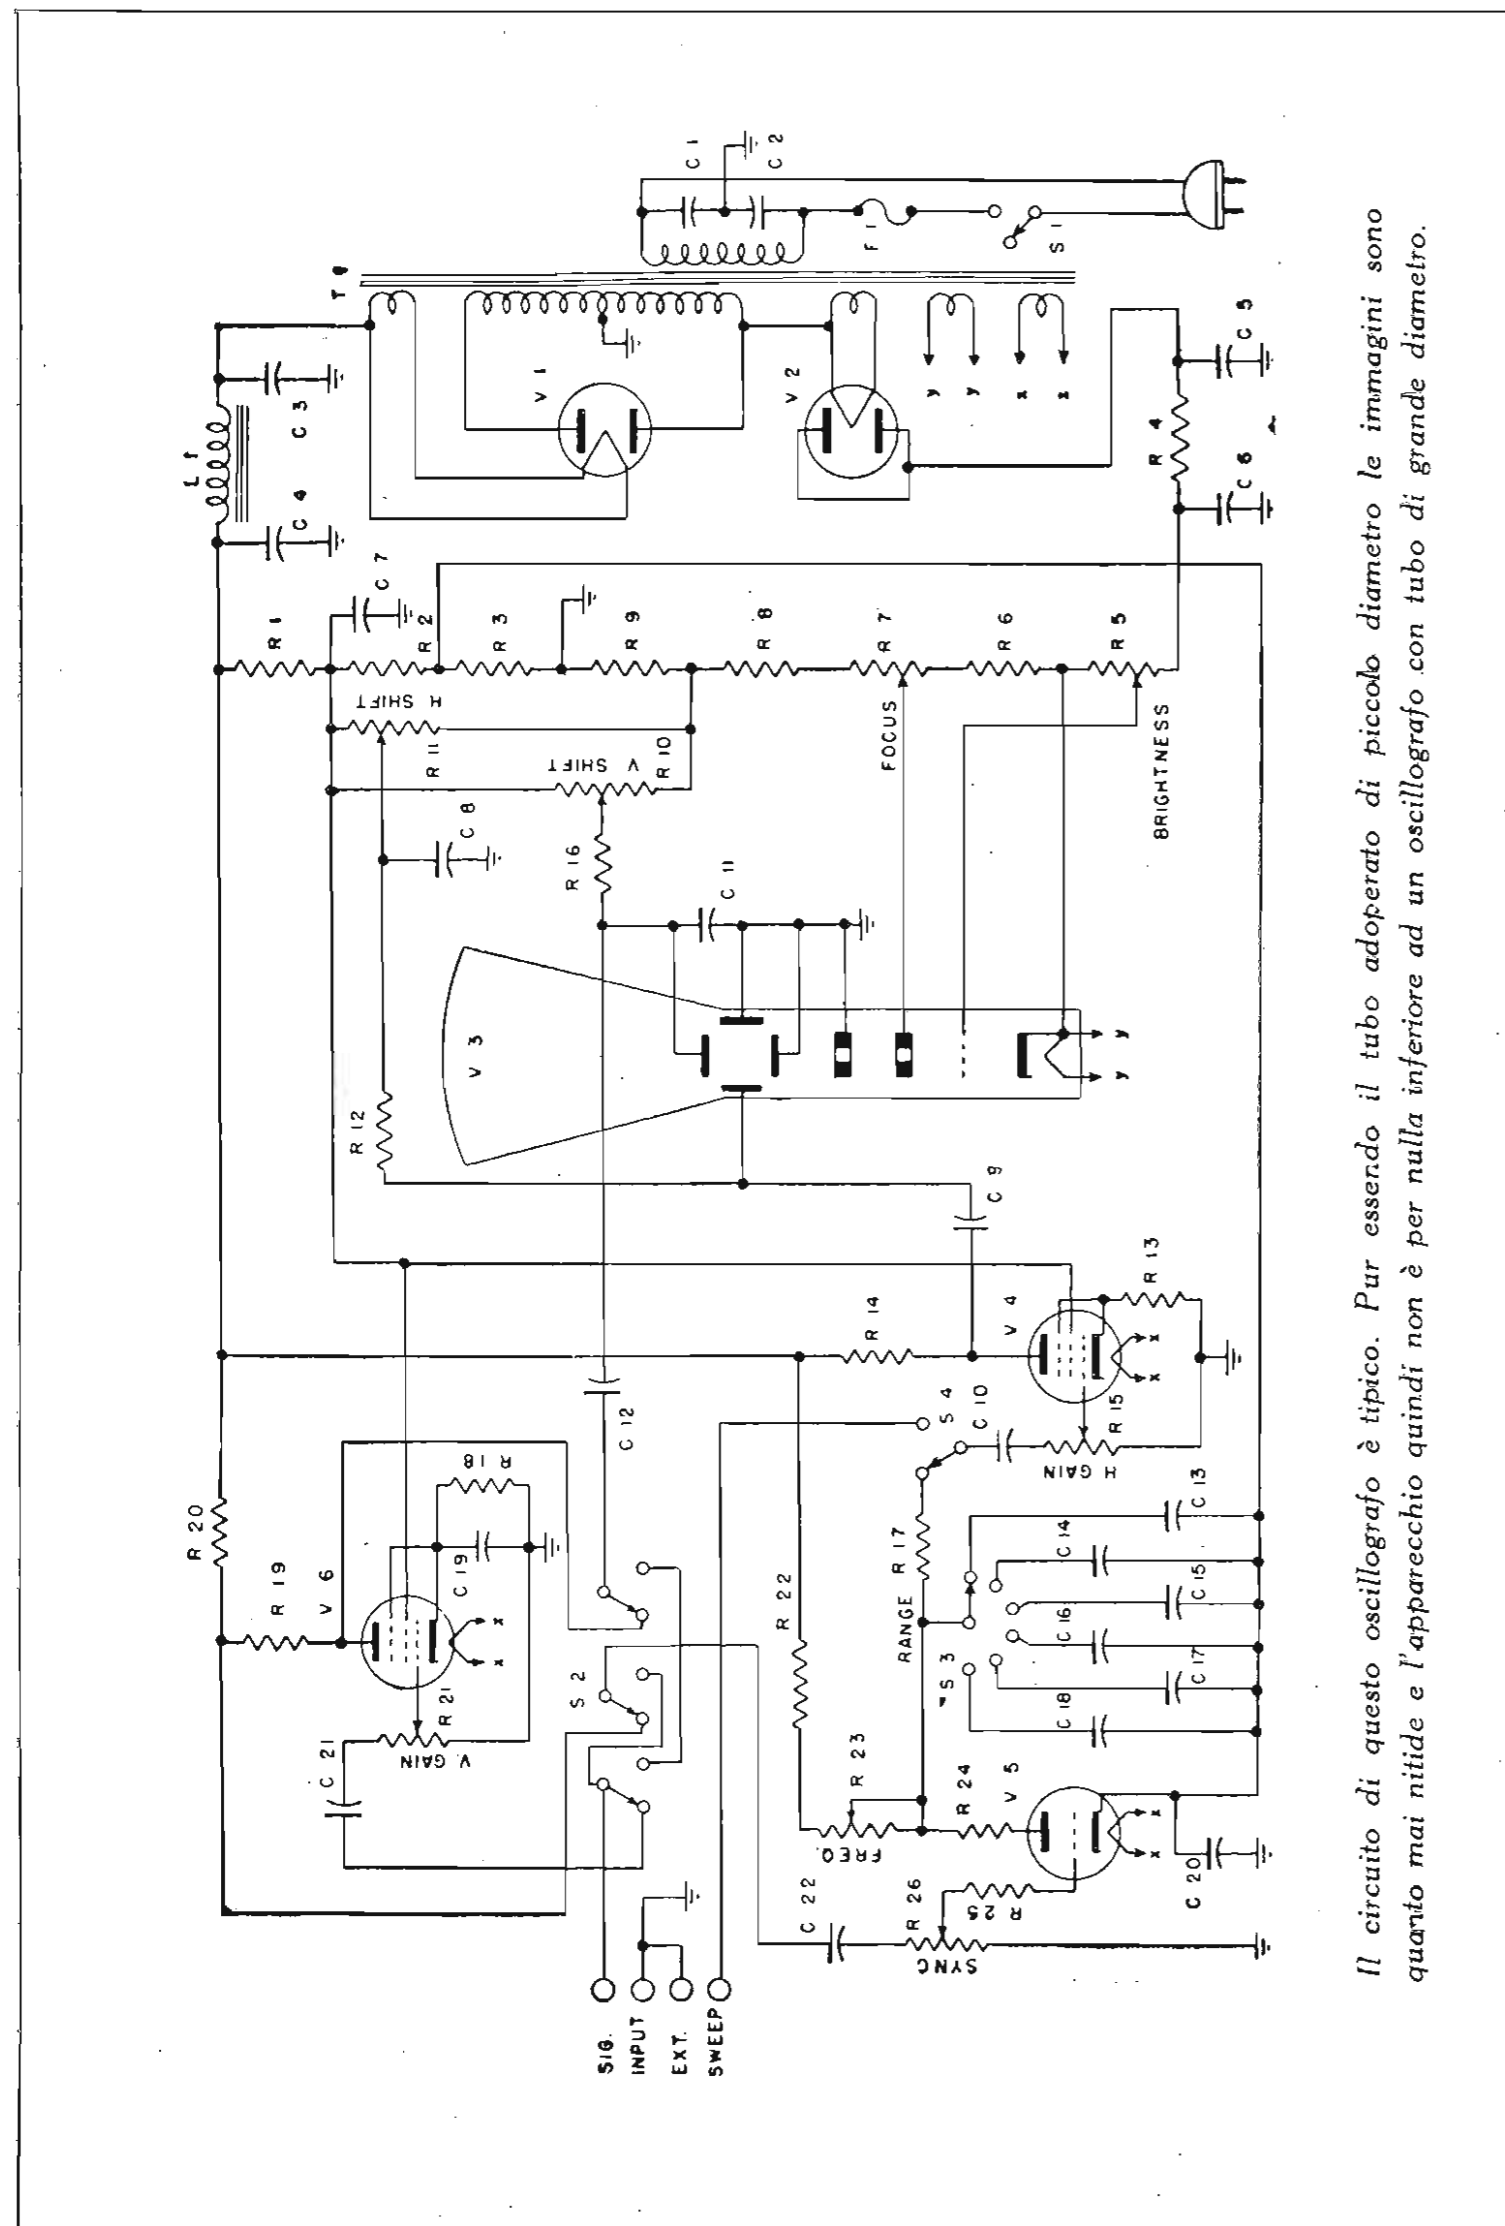 R 20
L 1
R 19
R 1
C 4
C 3
C 21
V 6
R 12
C 7
H SHIFT
R 2
R 11
V. GAIN
R 21
C 19
C 8
V 3
R 18
R 3
x x
V 1
R 16
S 2
V SHIFT
SIG.
C 12
R 9
INPUT
R 10
EXT.
C 1
SWEEP
C 11
R 8
C 2
R 22
V 2
C 22
R 23
FREQ.
F 1
R 14
FOCUS
R 7
RANGE
R 17
R 26
SYNC
S 3
S 4
y
R 24
C 10
y
R 25
C 9
R 6
V 5
V 4
x
S 1
C 18
C 16
C 14
x
H GAIN
R 15
R 5
y y
R 13
R 4
BRIGHTNESS
x x
x x
C 20
C 17
C 15
C 13
C 6
C 5
Il circuito di questo oscillografo è tipico. Pur essendo il tubo adoperato di piccolo diametro le immagini sono
quanto mai nitide e l'apparecchio quindi non è per nulla inferiore ad un oscillografo con tubo di grande diametro.